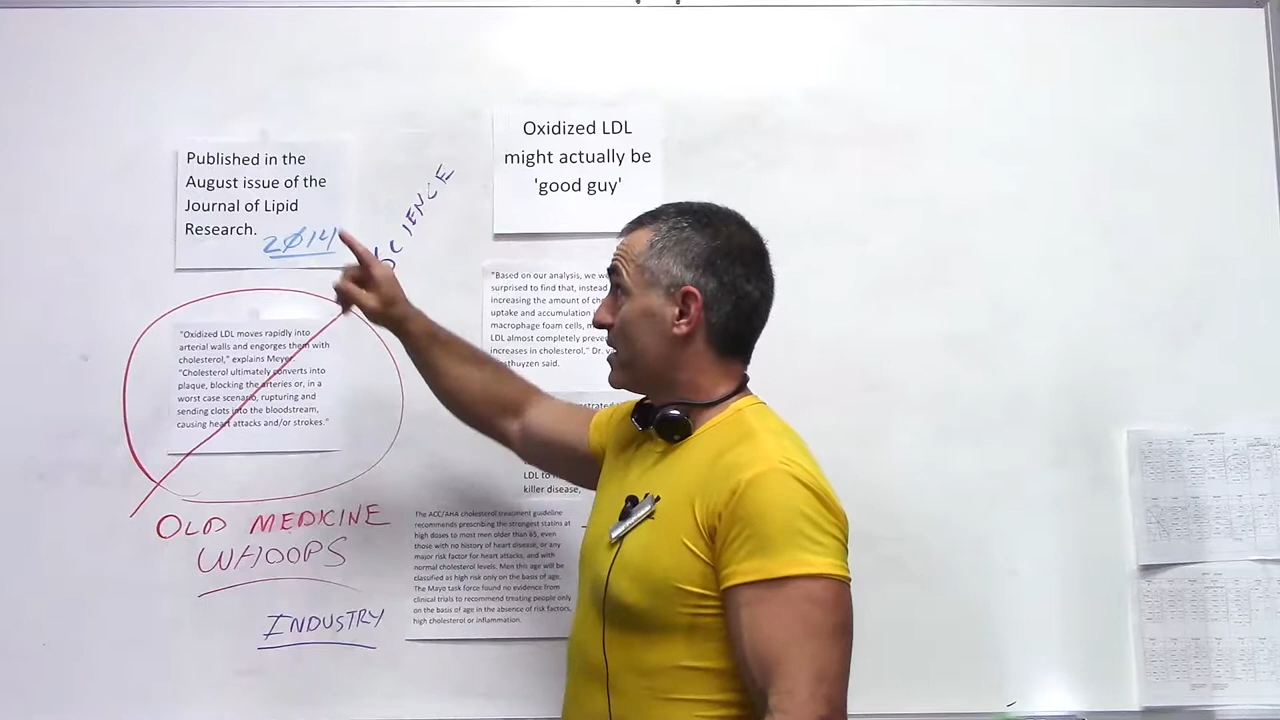 Published in the
August issue of the
Journal of Lipid
Research.
2014
SCIENCE
Oxidized LDL
might actually be
'good guy'
"Oxidized LDL moves rapidly into
arterial walls and engorges them with
cholesterol," explains Meyer.
"Cholesterol ultimately converts into
plaque, blocking the arteries or, in a
worst case scenario, rupturing and
sending clots into the bloodstream,
causing heart attacks and/or strokes."
OLD MEDICINE
WHOOPS
INDUSTRY
"Based on our analysis, we we
surprised to find that, instead
increasing the amount of ch
uptake and accumulation
macrophage foam cells, m
LDL almost completely preve
increases in cholesterol," Dr. v
sthuyzen said.
LDL to
killer disease,
The ACC/AHA cholesterol treatment guideline
recommends prescribing the strongest statins at
high doses to most men older than 65, even
those with no history of heart disease, or any
major risk factor for heart attacks, and with
normal cholesterol levels. Men this age will be
classified as high risk only on the basis of age.
The Mayo task force found no evidence from
clinical trials to recommend treating people only
on the basis of age in the absence of risk factors,
high cholesterol or inflammation.